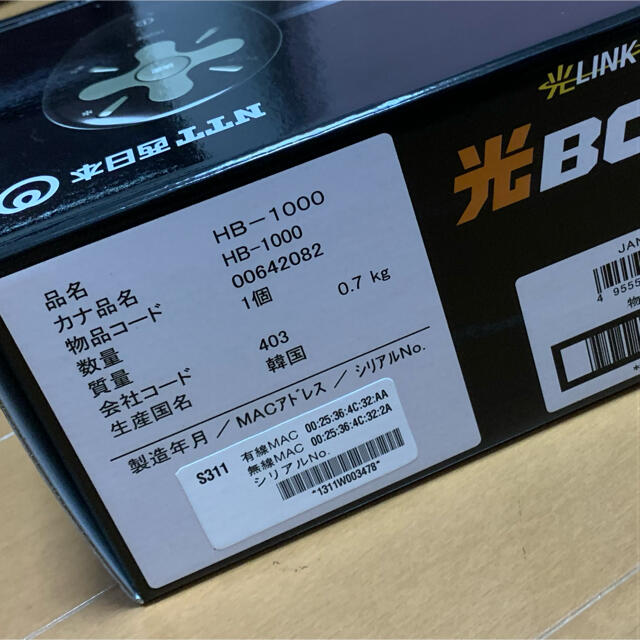 NTT西日本
光LINK
光BO
品名 HB-1000
カナ品名 HB-1000
物品コード 00642082
数量 1個
質量 0.7 kg
会社コード 403
生産国名 韓国
製造年月 / MACアドレス / シリアルNo.
S311
有線MAC 00:25:36:4C:32:AA
無線MAC 00:25:36:4C:32:2A
シリアルNo.
*1311W003478*
JAN
4 9555